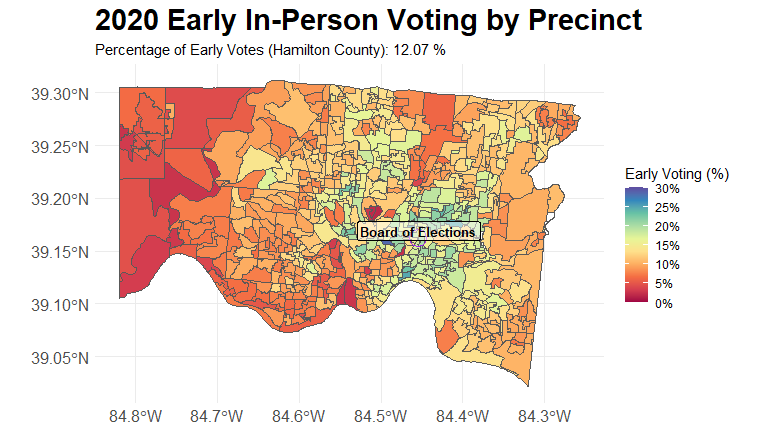 2020 Early In-Person Voting by Precinct
Percentage of Early Votes (Hamilton County): 12.07 %
39.30°N
39.25°N
39.20°N
39.15°N
39.10°N
39.05°N
84.8°W
84.7°W
84.6°W
84.5°W
84.4°W
84.3°W
Board of Elections
Early Voting (%)
30%
25%
20%
15%
10%
5%
0%